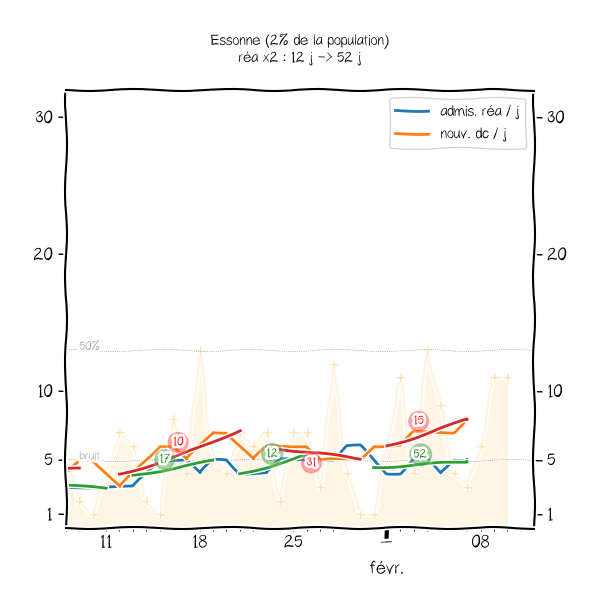 Essonne (2% de la population)
réa x2 : 12 j -> 52 j
admis. réa / j
nouv. dc / j
30 30
20 20
50%
10 10
15
10
17 12 52
bruit
31
5 5
1 1
11 18 25 1 08
févr.